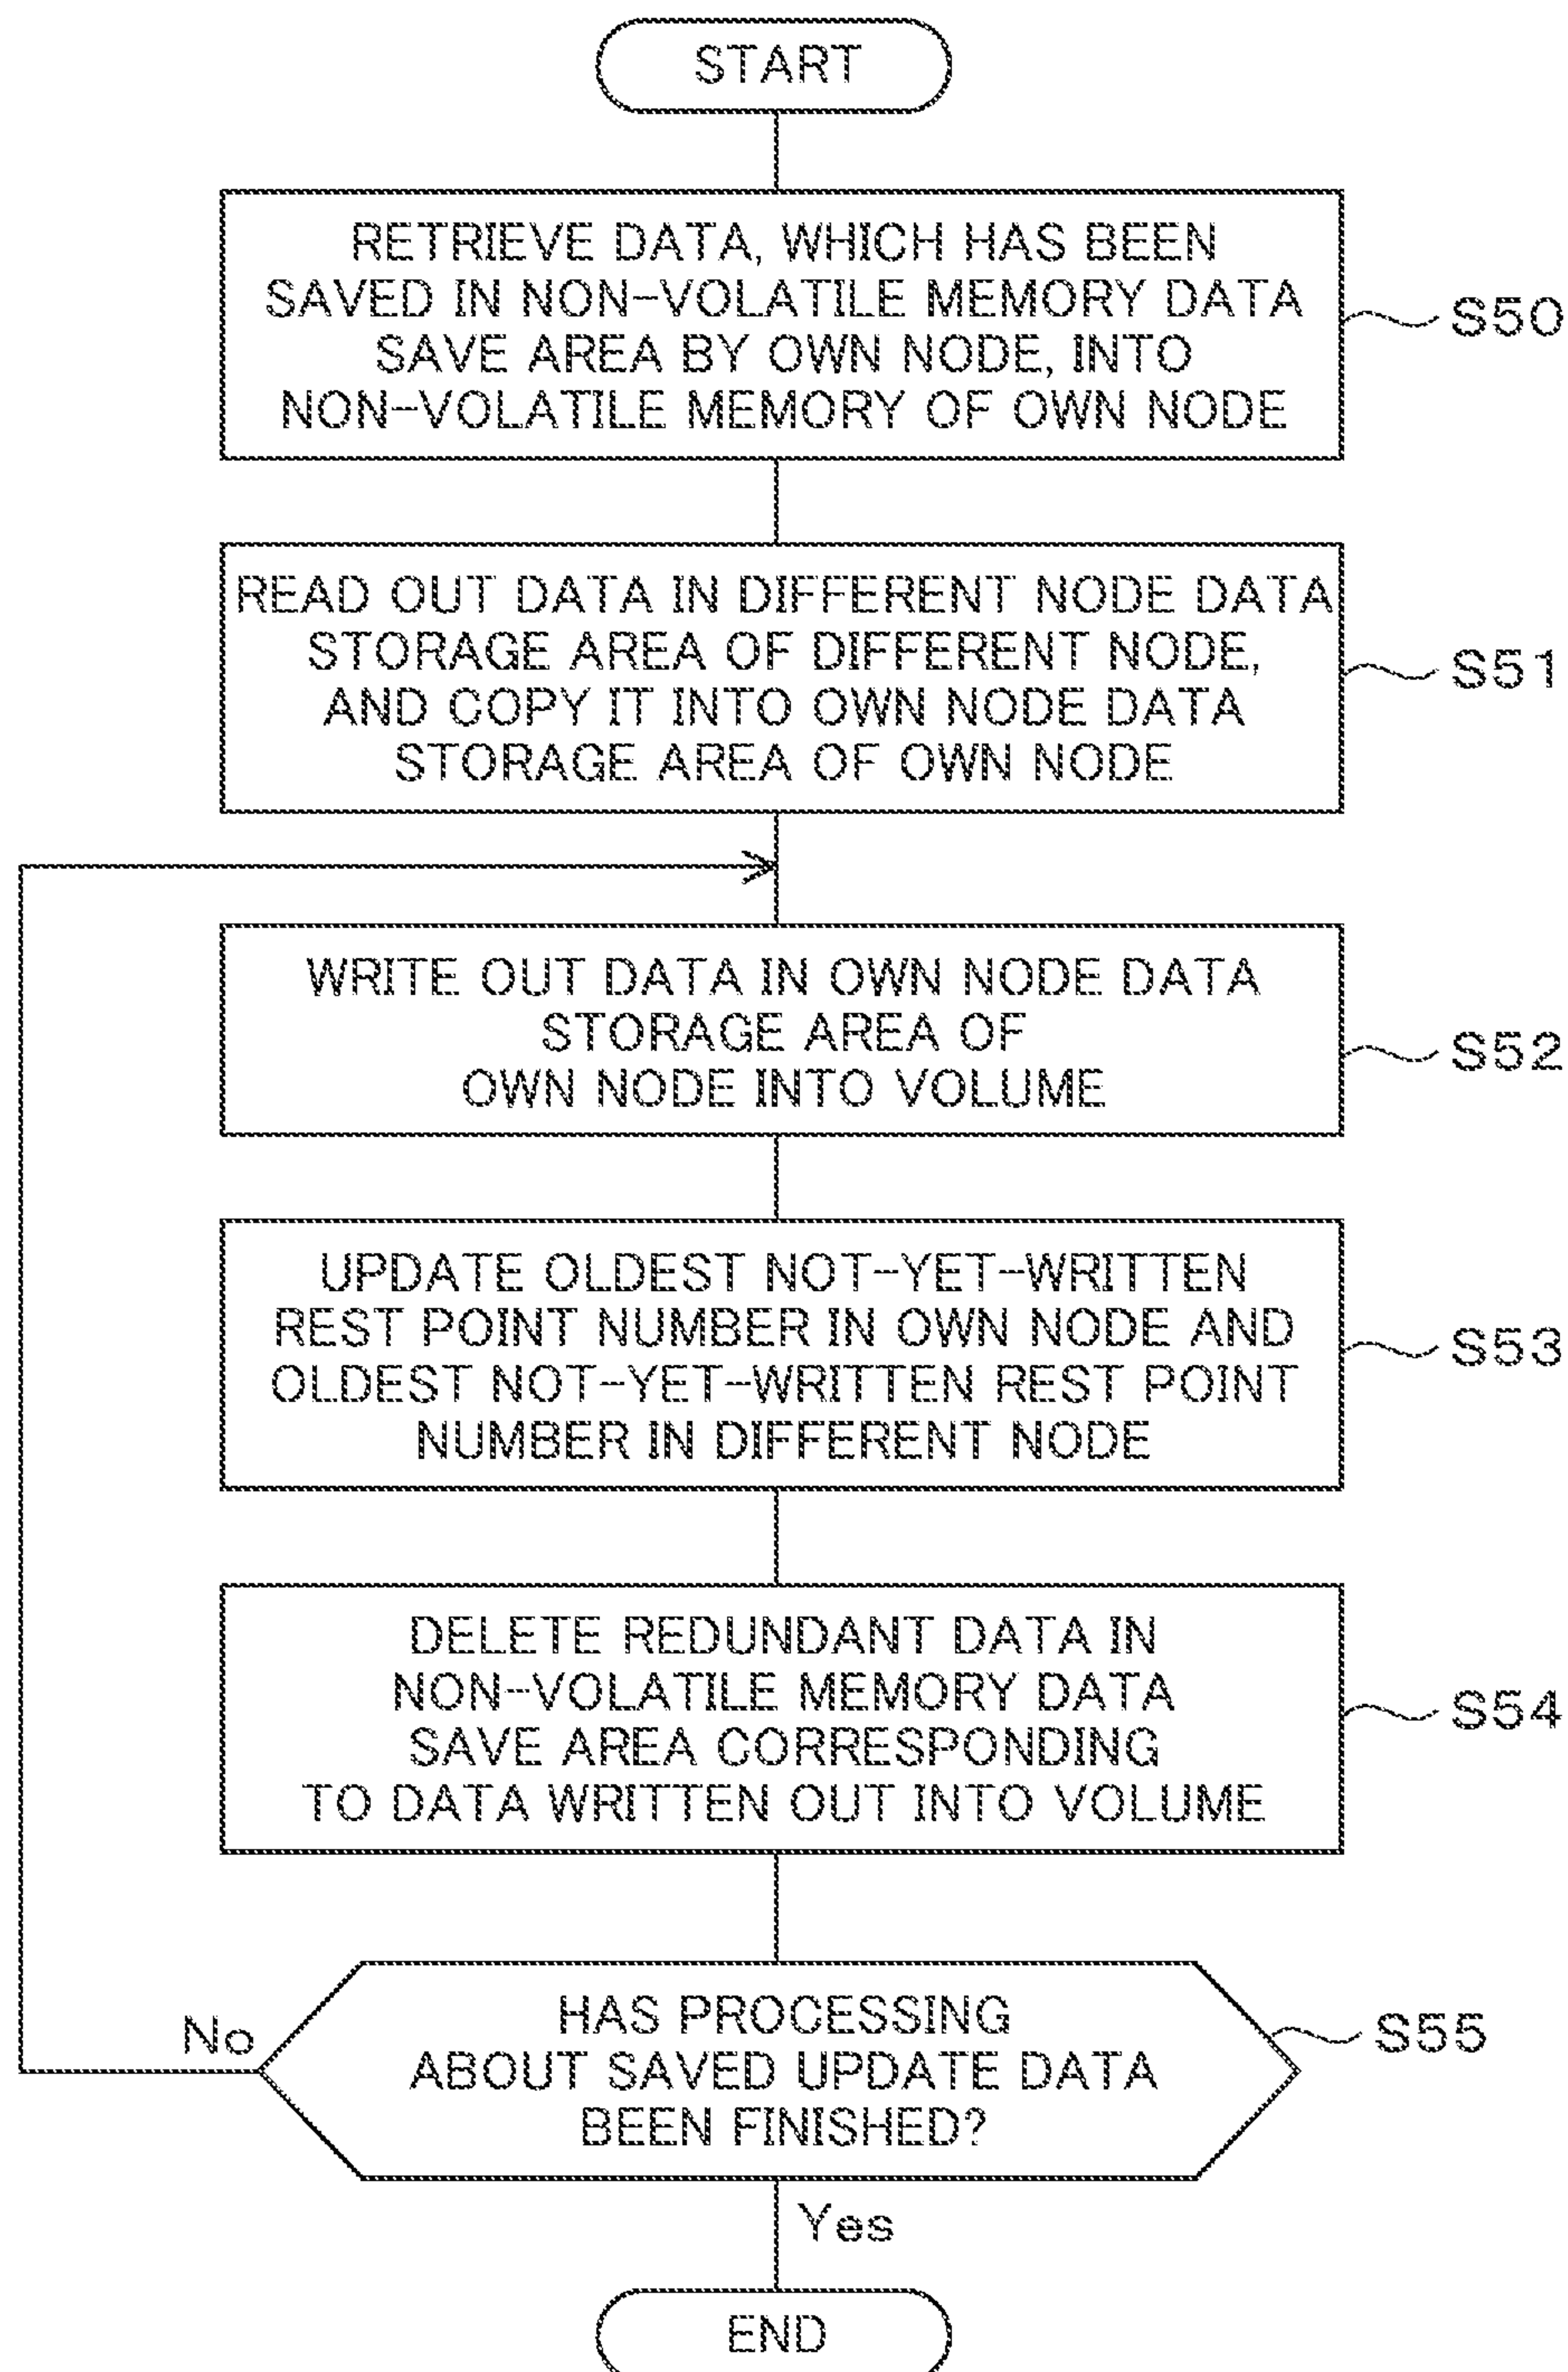 START
RETRIEVE DATA, WHICH HAS BEEN
SAVED IN NON-VOLATILE MEMORY DATA
SAVE AREA BY OWN NODE, INTO
NON-VOLATILE MEMORY OF OWN NODE
S50
READ OUT DATA IN DIFFERENT NODE DATA
STORAGE AREA OF DIFFERENT NODE,
AND COPY IT INTO OWN NODE DATA
STORAGE AREA OF OWN NODE
S51
WRITE OUT DATA IN OWN NODE DATA
STORAGE AREA OF
OWN NODE INTO VOLUME
S52
UPDATE OLDEST NOT-YET-WRITTEN
REST POINT NUMBER IN OWN NODE AND
OLDEST NOT-YET-WRITTEN REST POINT
NUMBER IN DIFFERENT NODE
S53
DELETE REDUNDANT DATA IN
NON-VOLATILE MEMORY DATA
SAVE AREA CORRESPONDING
TO DATA WRITTEN OUT INTO VOLUME
S54
HAS PROCESSING
ABOUT SAVED UPDATE DATA
BEEN FINISHED?
S55
No
Yes
END